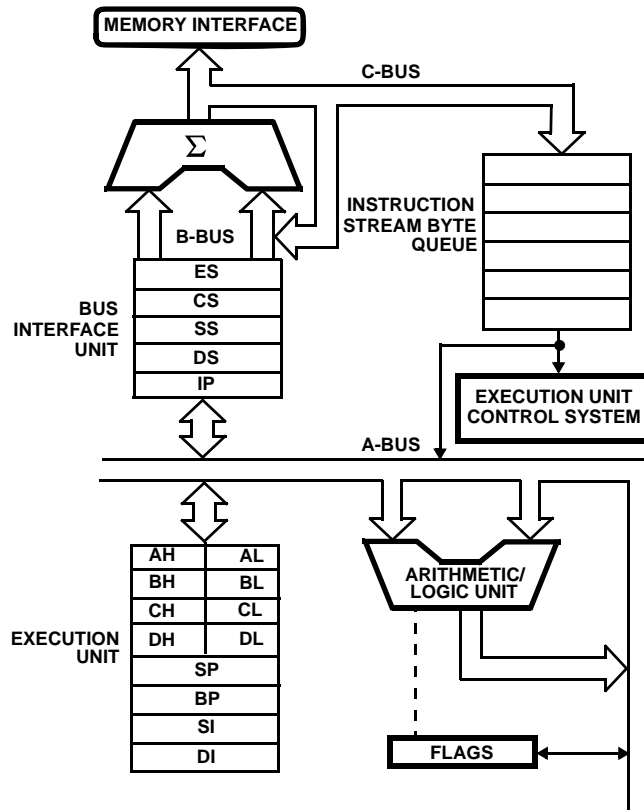 MEMORY INTERFACE
C-BUS
Σ
INSTRUCTION
STREAM BYTE
QUEUE
B-BUS
ES
CS
SS
DS
IP
BUS
INTERFACE
UNIT
EXECUTION UNIT
CONTROL SYSTEM
A-BUS
AH AL
BH BL
CH CL
DH DL
SP
BP
SI
DI
EXECUTION
UNIT
ARITHMETIC/
LOGIC UNIT
FLAGS